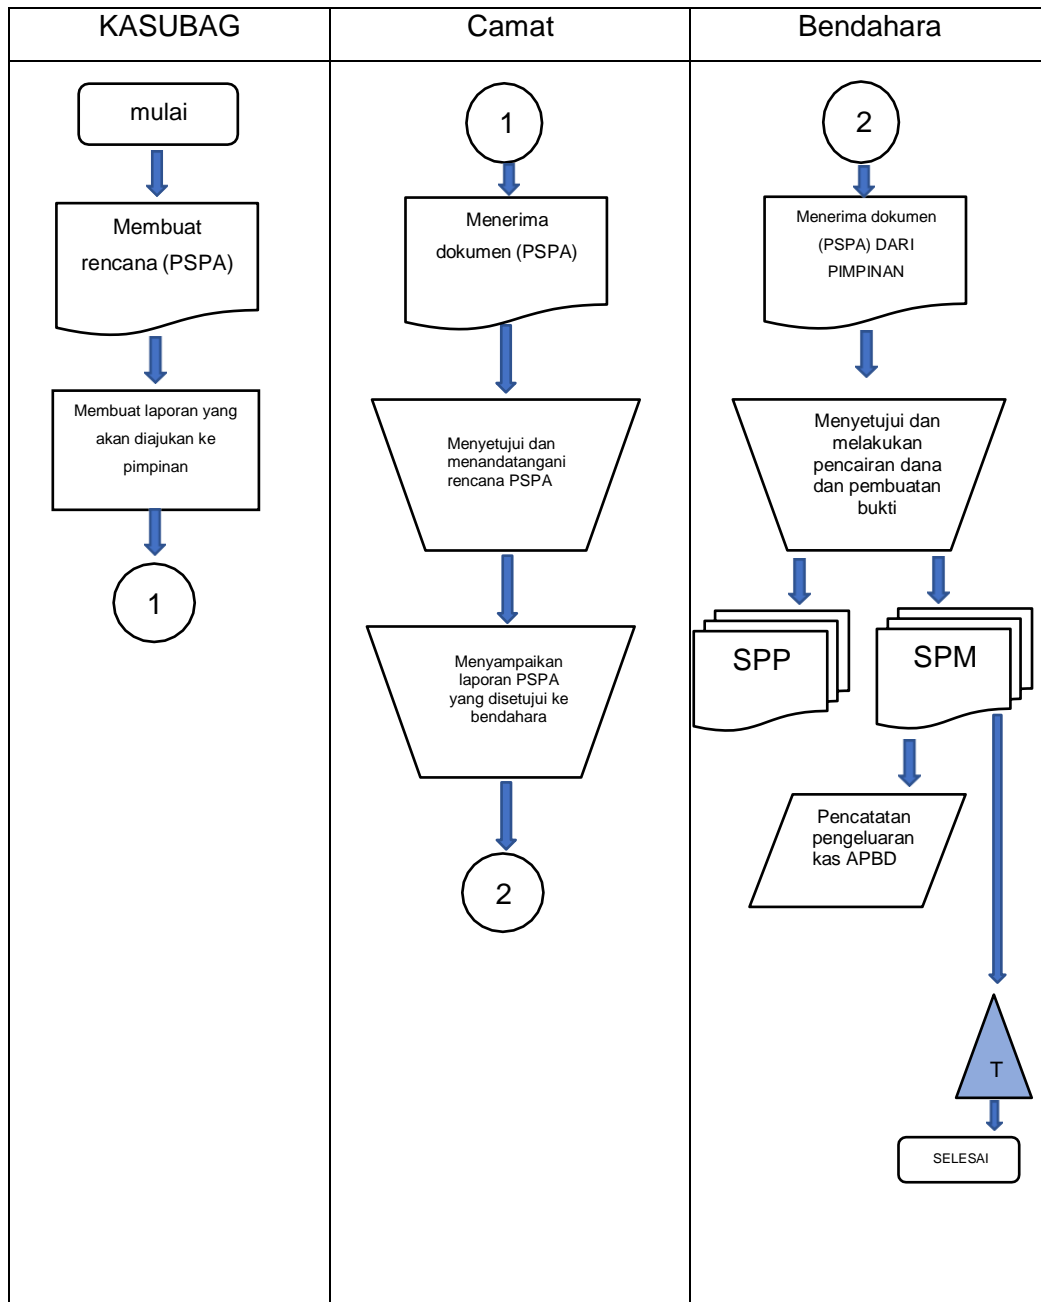 KASUBAG
Camat
Bendahara
mulai
Membuat
rencana (PSPA)
Membuat laporan yang
akan diajukan ke
pimpinan
1
1
Menerima
dokumen (PSPA)
Menyetujui dan
menandatangani
rencana PSPA
Menyampaikan
laporan PSPA
yang disetujui ke
bendahara
2
2
Menerima dokumen
(PSPA) DARI
PIMPINAN
Menyetujui dan
melakukan
pencairan dana
dan pembuatan
bukti
SPP
SPM
Pencatatan
pengeluaran
kas APBD
T
SELESAI